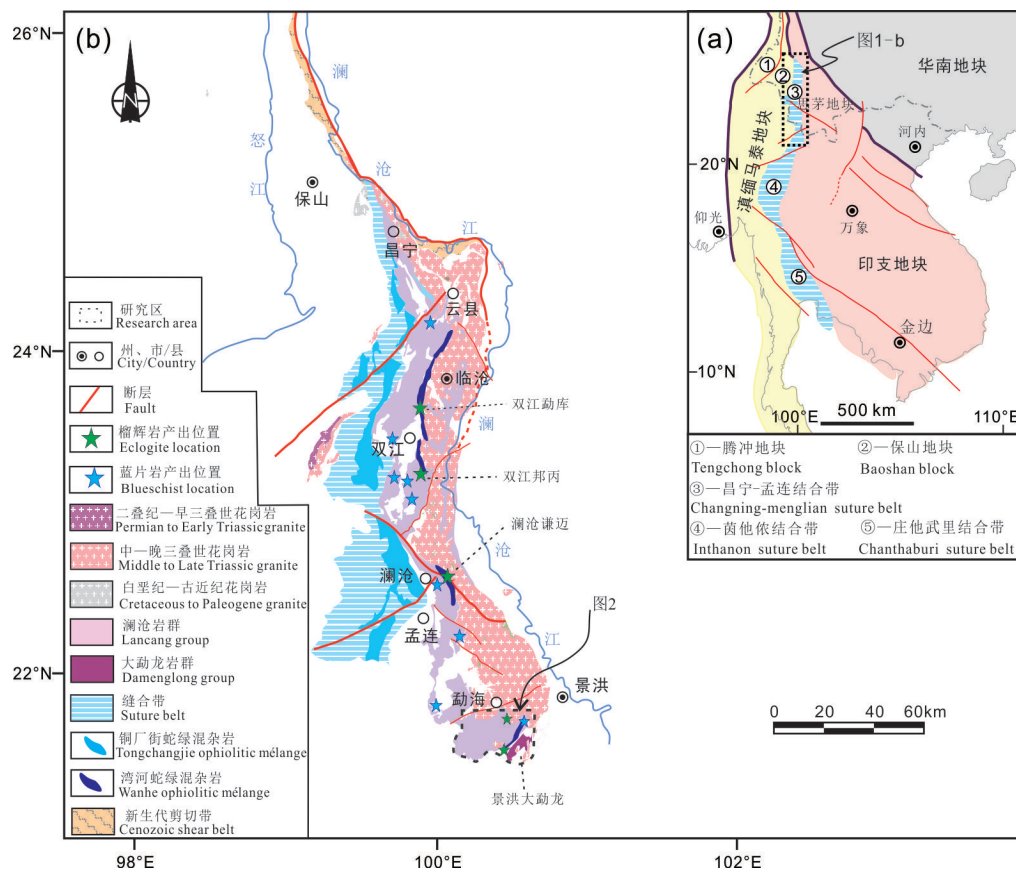 26°N
24°N
22°N
98°E
100°E
102°E
(b)
N
怒
江
澜
沧
江
澜
沧
江
保山
昌宁
云县
临沧
双江
澜沧
孟连
勐海
景洪
双江勐库
双江邦丙
澜沧谦迈
图2
景洪大勐龙
0 20 40 60km
研究区
Research area
州、市/县
City/Country
断层
Fault
榴辉岩产出位置
Eclogite location
蓝片岩产出位置
Blueschist location
二叠纪—早三叠世花岗岩
Permian to Early Triassic granite
中—晚三叠世花岗岩
Middle to Late Triassic granite
白垩纪—古近纪花岗岩
Cretaceous to Paleogene granite
澜沧岩群
Lancang group
大勐龙岩群
Damenglong group
缝合带
Suture belt
铜厂街蛇绿混杂岩
Tongchangjie ophiolitic mélange
湾河蛇绿混杂岩
Wanhe ophiolitic mélange
新生代剪切带
Cenozoic shear belt
(a)
图1-b
①
②
③
④
⑤
华南地块
思茅地块
滇缅马泰地块
印支地块
河内
仰光
万象
金边
20°N
10°N
100°E
110°E
500 km
①—腾冲地块
Tengchong block
②—保山地块
Baoshan block
③—昌宁-孟连结合带
Changning-menglian suture belt
④—茵他侬结合带
Inthanon suture belt
⑤—庄他武里结合带
Chanthaburi suture belt